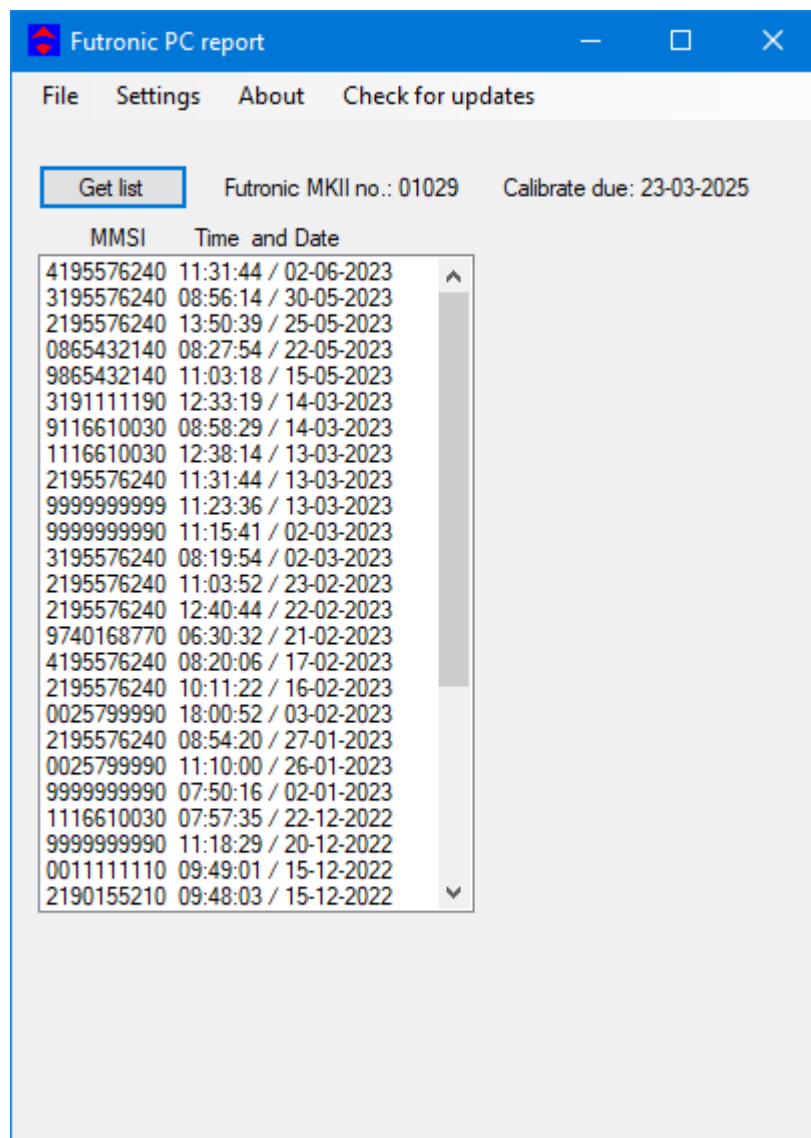 Futronic PC report
File Settings About Check for updates
Get list Futronic MKII no.: 01029 Calibrate due: 23-03-2025
MMSI Time and Date
4195576240 11:31:44 / 02-06-2023
3195576240 08:56:14 / 30-05-2023
2195576240 13:50:39 / 25-05-2023
0865432140 08:27:54 / 22-05-2023
9865432140 11:03:18 / 15-05-2023
3191111190 12:33:19 / 14-03-2023
9116610030 08:58:29 / 14-03-2023
1116610030 12:38:14 / 13-03-2023
2195576240 11:31:44 / 13-03-2023
9999999999 11:23:36 / 13-03-2023
9999999990 11:15:41 / 02-03-2023
3195576240 08:19:54 / 02-03-2023
2195576240 11:03:52 / 23-02-2023
2195576240 12:40:44 / 22-02-2023
9740168770 06:30:32 / 21-02-2023
4195576240 08:20:06 / 17-02-2023
2195576240 10:11:22 / 16-02-2023
0025799990 18:00:52 / 03-02-2023
2195576240 08:54:20 / 27-01-2023
0025799990 11:10:00 / 26-01-2023
9999999990 07:50:16 / 02-01-2023
1116610030 07:57:35 / 22-12-2022
9999999990 11:18:29 / 20-12-2022
0011111110 09:49:01 / 15-12-2022
2190155210 09:48:03 / 15-12-2022